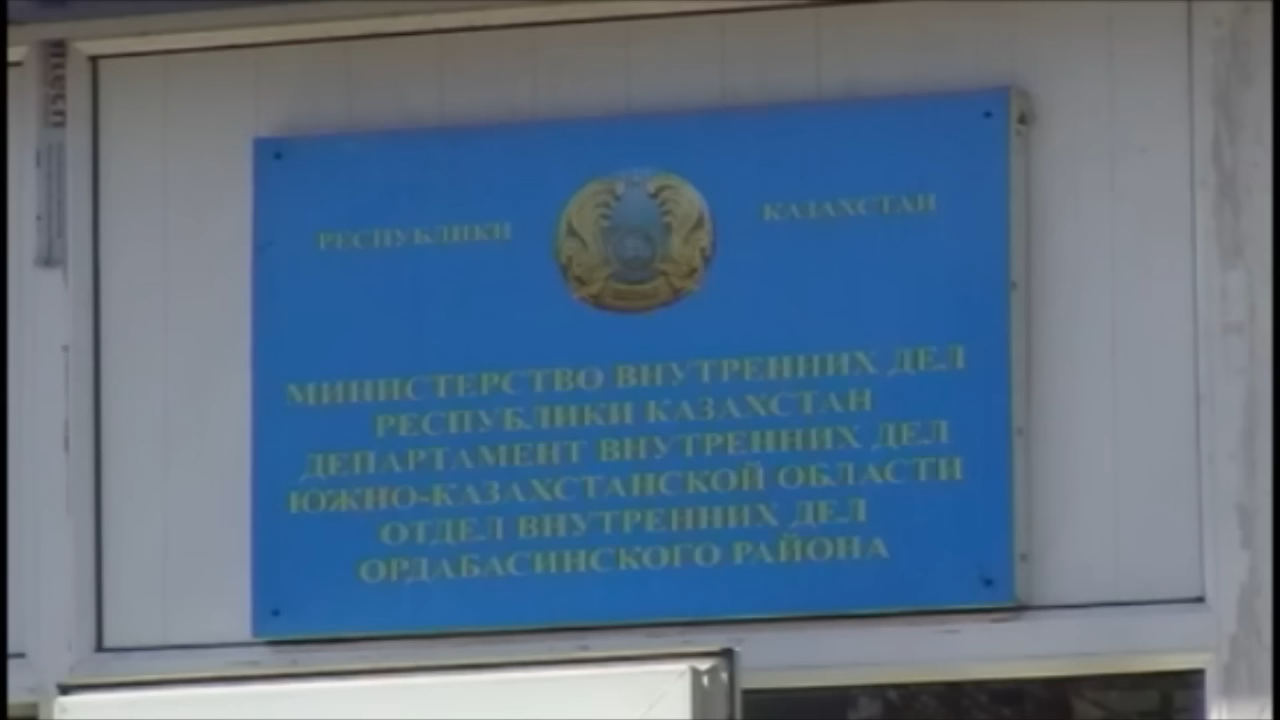 РЕСПУБЛИКИ КАЗАХСТАН
МИНИСТЕРСТВО ВНУТРЕННИХ ДЕЛ
РЕСПУБЛИКИ КАЗАХСТАН
ДЕПАРТАМЕНТ ВНУТРЕННИХ ДЕЛ
ЮЖНО-КАЗАХСТАНСКОЙ ОБЛАСТИ
ОТДЕЛ ВНУТРЕННИХ ДЕЛ
ОРДАБАСИНСКОГО РАЙОНА